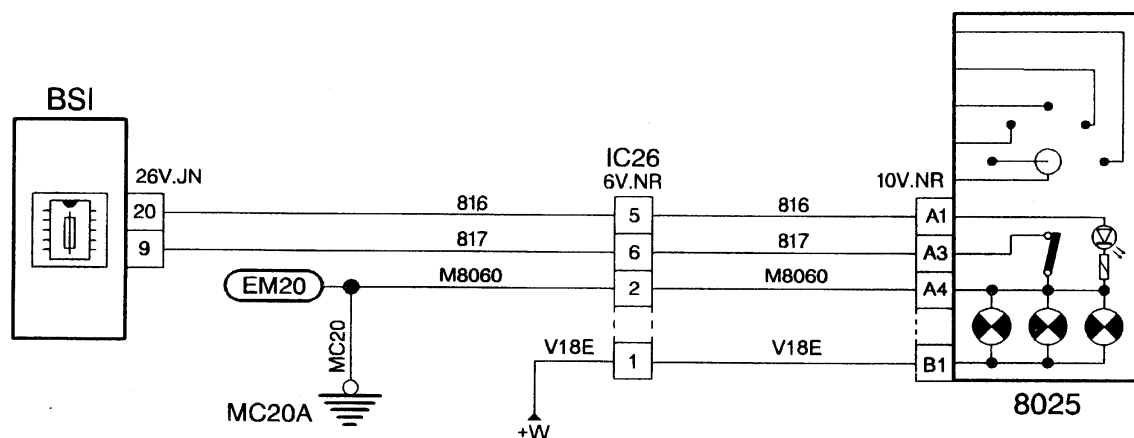 BSI
26V.JN
20
9
816
817
EM20
M8060
MC20
MC20A
IC26
6V.NR
5
6
2
1
V18E
+W
816
817
M8060
V18E
10V.NR
A1
A3
A4
B1
8025